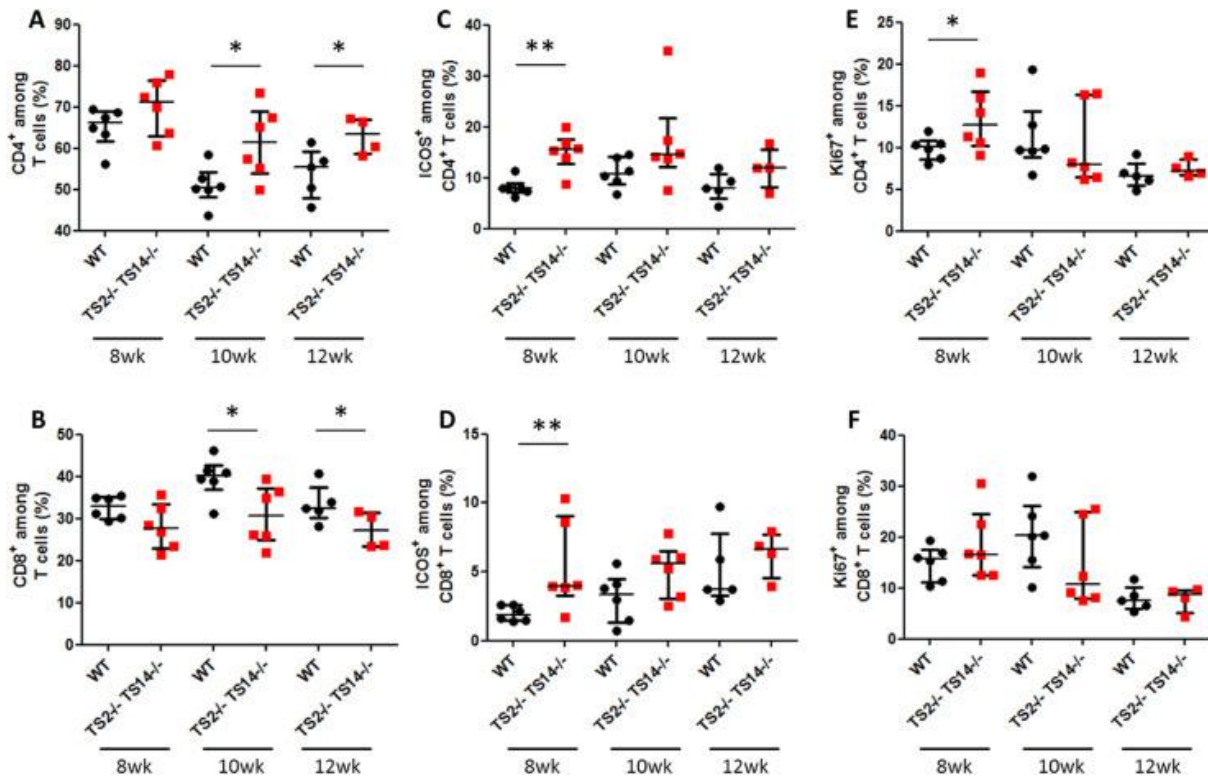 A
CD4+ among
T cells (%)
90
80
70
60
50
40
*
*
WT
TS2-/- TS14-/-
WT
TS2-/- TS14-/-
WT
TS2-/- TS14-/-
8wk
10wk
12wk
C
ICOS+ among
CD4+ T cells (%)
40
30
20
10
0
**
WT
TS2-/- TS14-/-
WT
TS2-/- TS14-/-
WT
TS2-/- TS14-/-
8wk
10wk
12wk
E
Ki67+ among
CD4+ T cells (%)
25
20
15
10
5
0
*
WT
TS2-/- TS14-/-
WT
TS2-/- TS14-/-
WT
TS2-/- TS14-/-
8wk
10wk
12wk
B
CD8+ among
T cells (%)
50
40
30
20
10
0
*
*
WT
TS2-/- TS14-/-
WT
TS2-/- TS14-/-
WT
TS2-/- TS14-/-
8wk
10wk
12wk
D
ICOS+ among
CD8+ T cells (%)
15
10
5
0
**
WT
TS2-/- TS14-/-
WT
TS2-/- TS14-/-
WT
TS2-/- TS14-/-
8wk
10wk
12wk
F
Ki67+ among
CD8+ T cells (%)
40
30
20
10
0
WT
TS2-/- TS14-/-
WT
TS2-/- TS14-/-
WT
TS2-/- TS14-/-
8wk
10wk
12wk